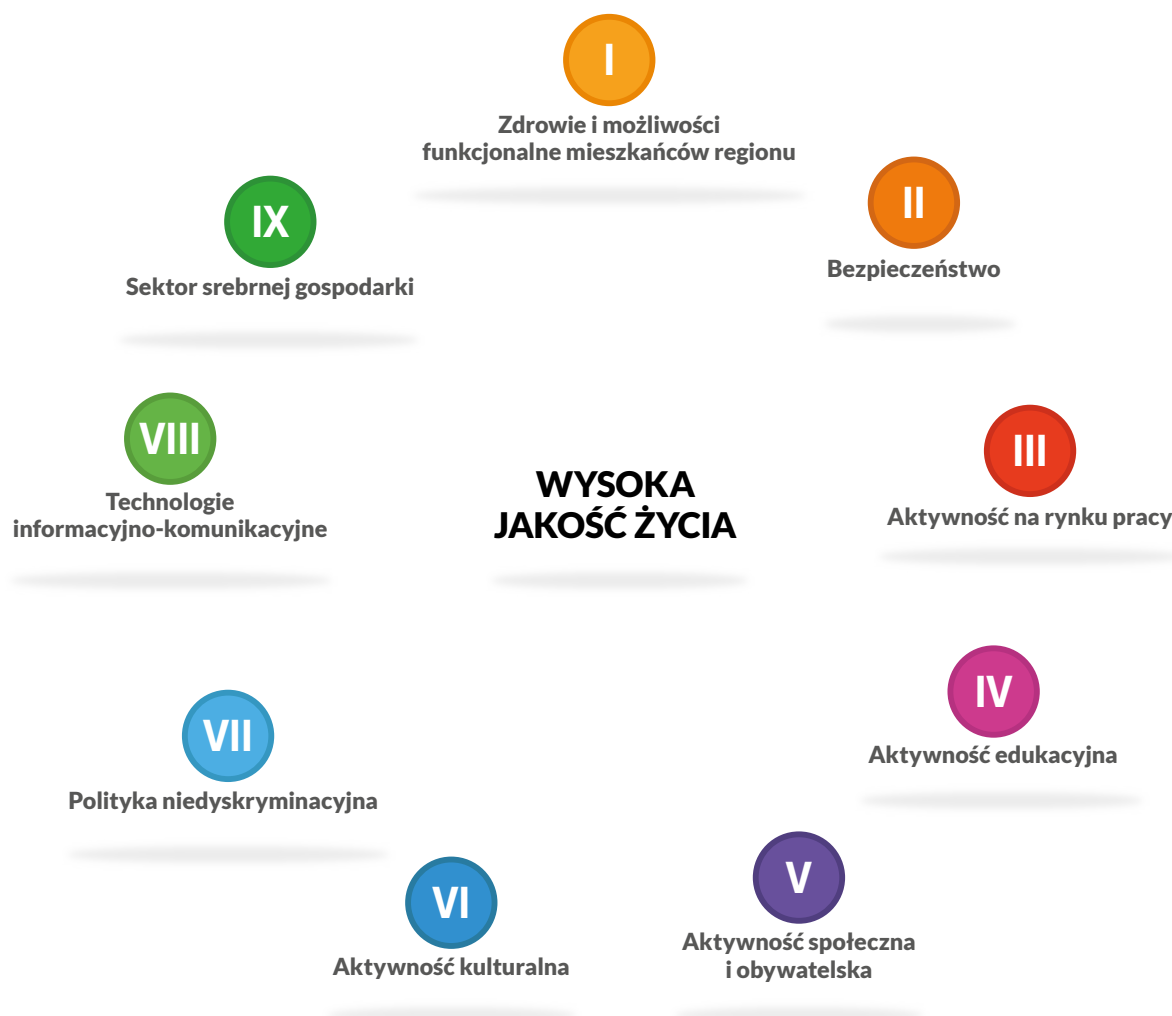 I
Zdrowie i możliwości
funkcjonalne mieszkańców regionu
II
Bezpieczeństwo
III
Aktywność na rynku pracy
IV
Aktywność edukacyjna
V
Aktywność społeczna
i obywatelska
VI
Aktywność kulturalna
VII
Polityka niedyskryminacyjna
VIII
Technologie
informacyjno-komunikacyjne
IX
Sektor srebrnej gospodarki
WYSOKA
JAKOŚĆ ŻYCIA